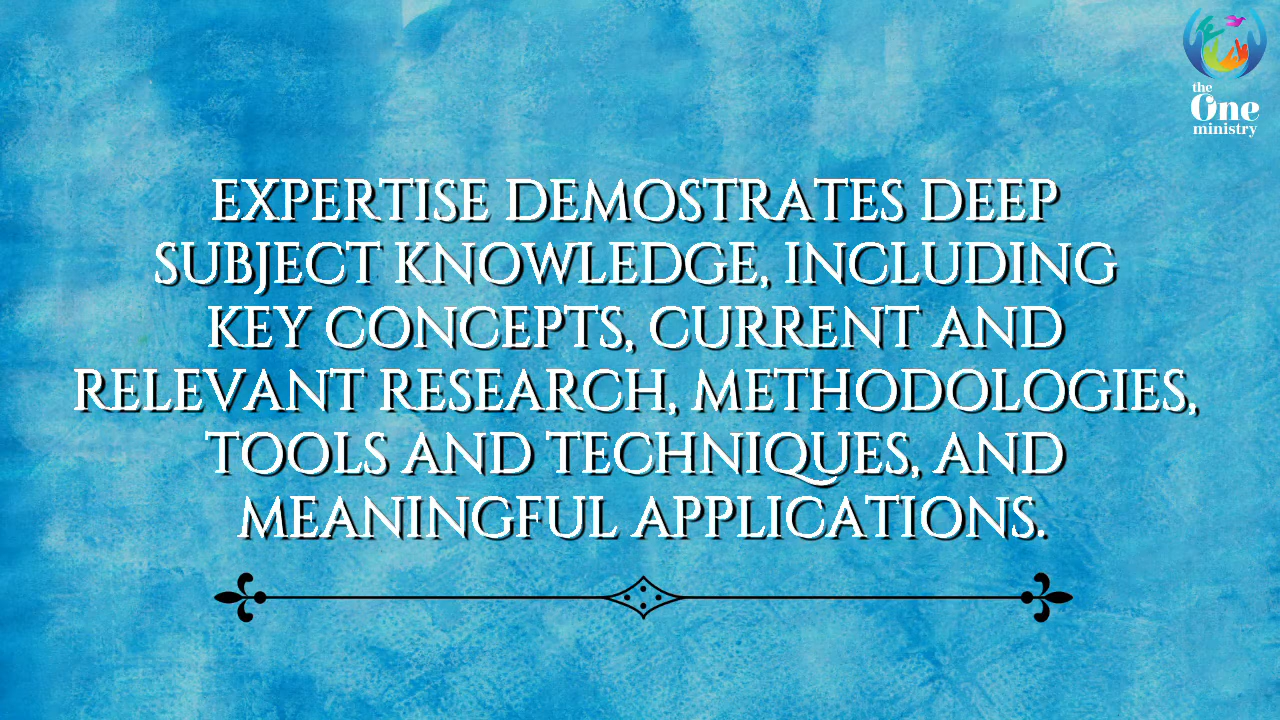 the
One
ministry
EXPERTISE DEMOSTRATES DEEP
SUBJECT KNOWLEDGE, INCLUDING
KEY CONCEPTS, CURRENT AND
RELEVANT RESEARCH, METHODOLOGIES,
TOOLS AND TECHNIQUES, AND
MEANINGFUL APPLICATIONS.